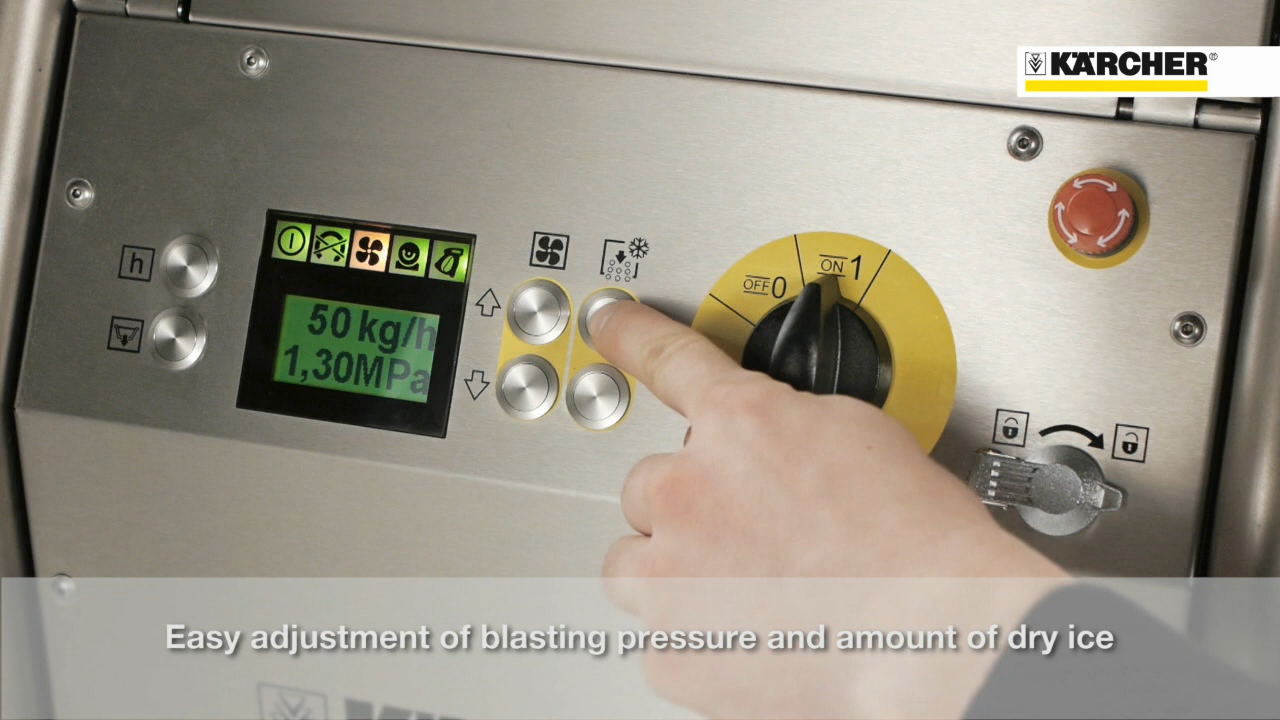 KÄRCHER®
h
50 kg/h
1,30MPa
OFF 0
ON 1
Easy adjustment of blasting pressure and amount of dry ice